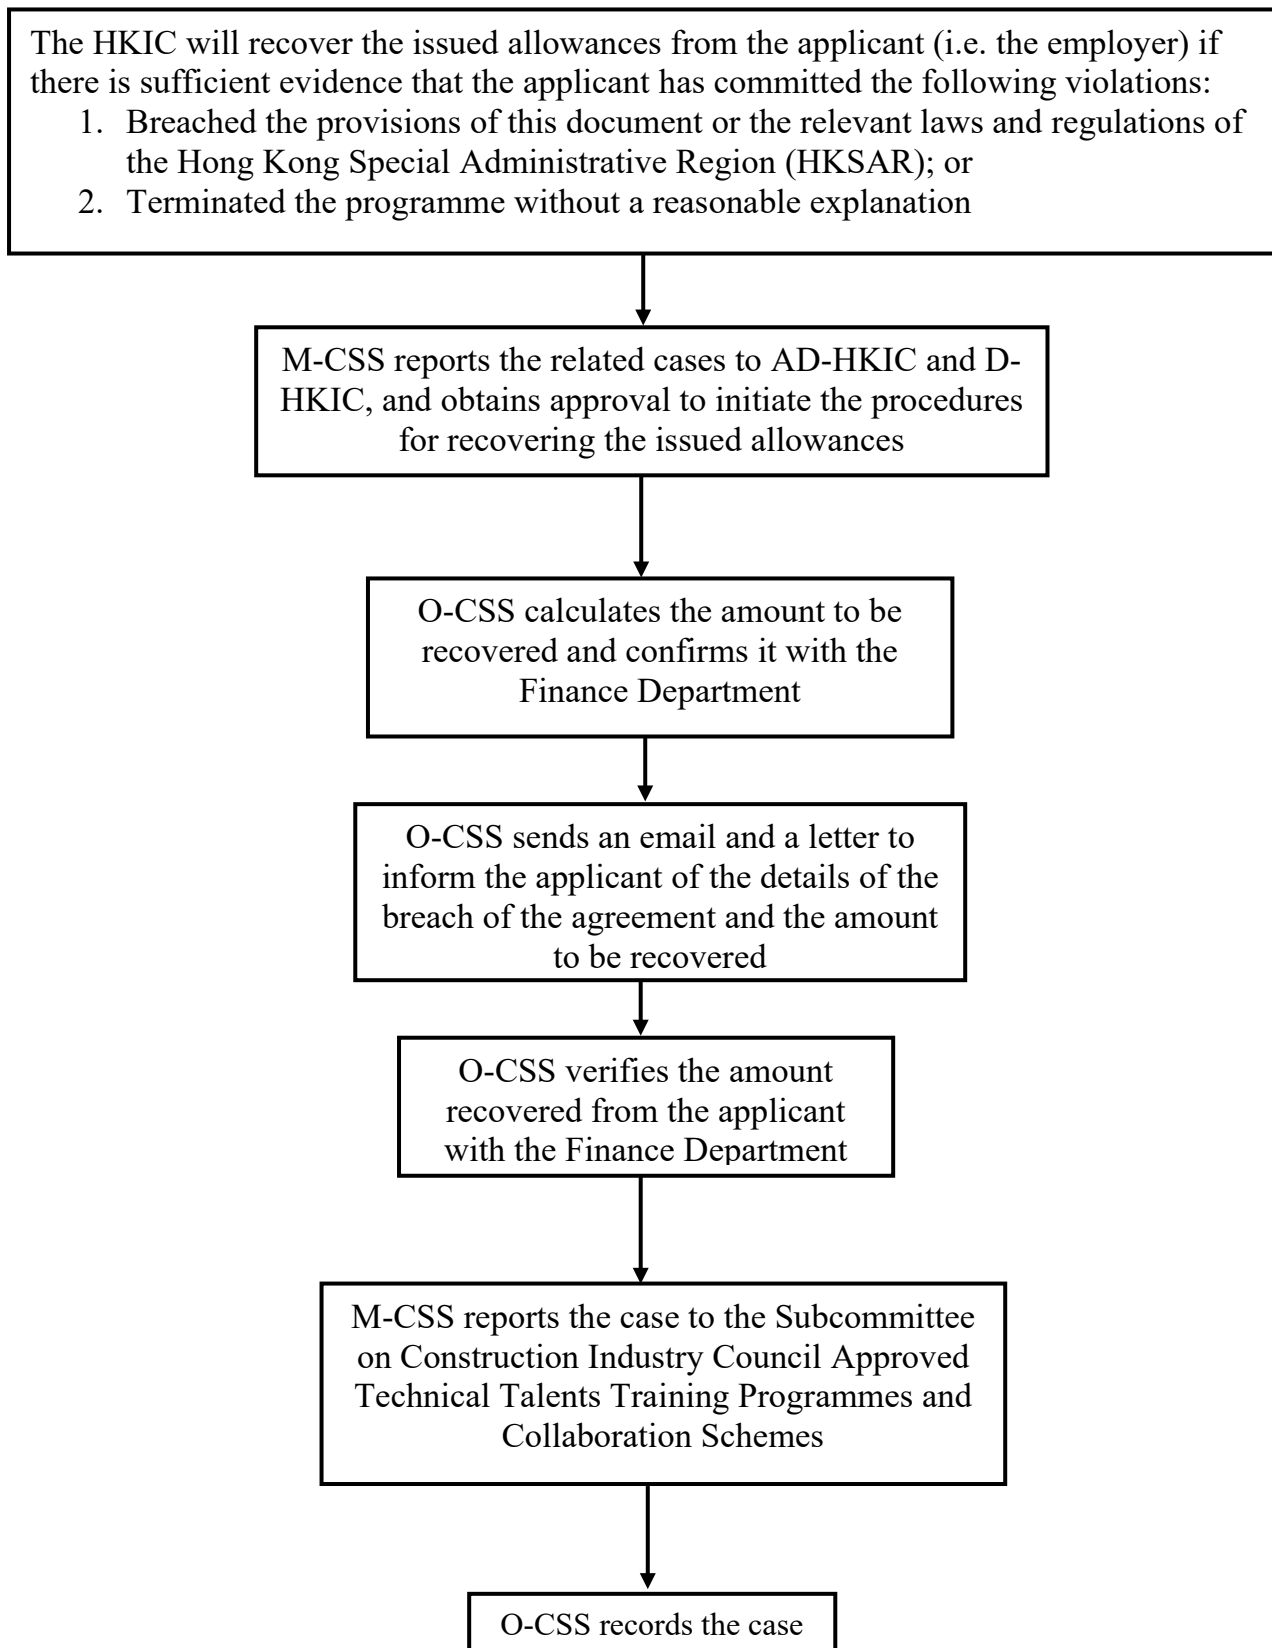 The HKIC will recover the issued allowances from the applicant (i.e. the employer) if
there is sufficient evidence that the applicant has committed the following violations:
1. Breached the provisions of this document or the relevant laws and regulations of
the Hong Kong Special Administrative Region (HKSAR); or
2. Terminated the programme without a reasonable explanation
M-CSS reports the related cases to AD-HKIC and D-
HKIC, and obtains approval to initiate the procedures
for recovering the issued allowances
O-CSS calculates the amount to be
recovered and confirms it with the
Finance Department
O-CSS sends an email and a letter to
inform the applicant of the details of the
breach of the agreement and the amount
to be recovered
O-CSS verifies the amount
recovered from the applicant
with the Finance Department
M-CSS reports the case to the Subcommittee
on Construction Industry Council Approved
Technical Talents Training Programmes and
Collaboration Schemes
O-CSS records the case